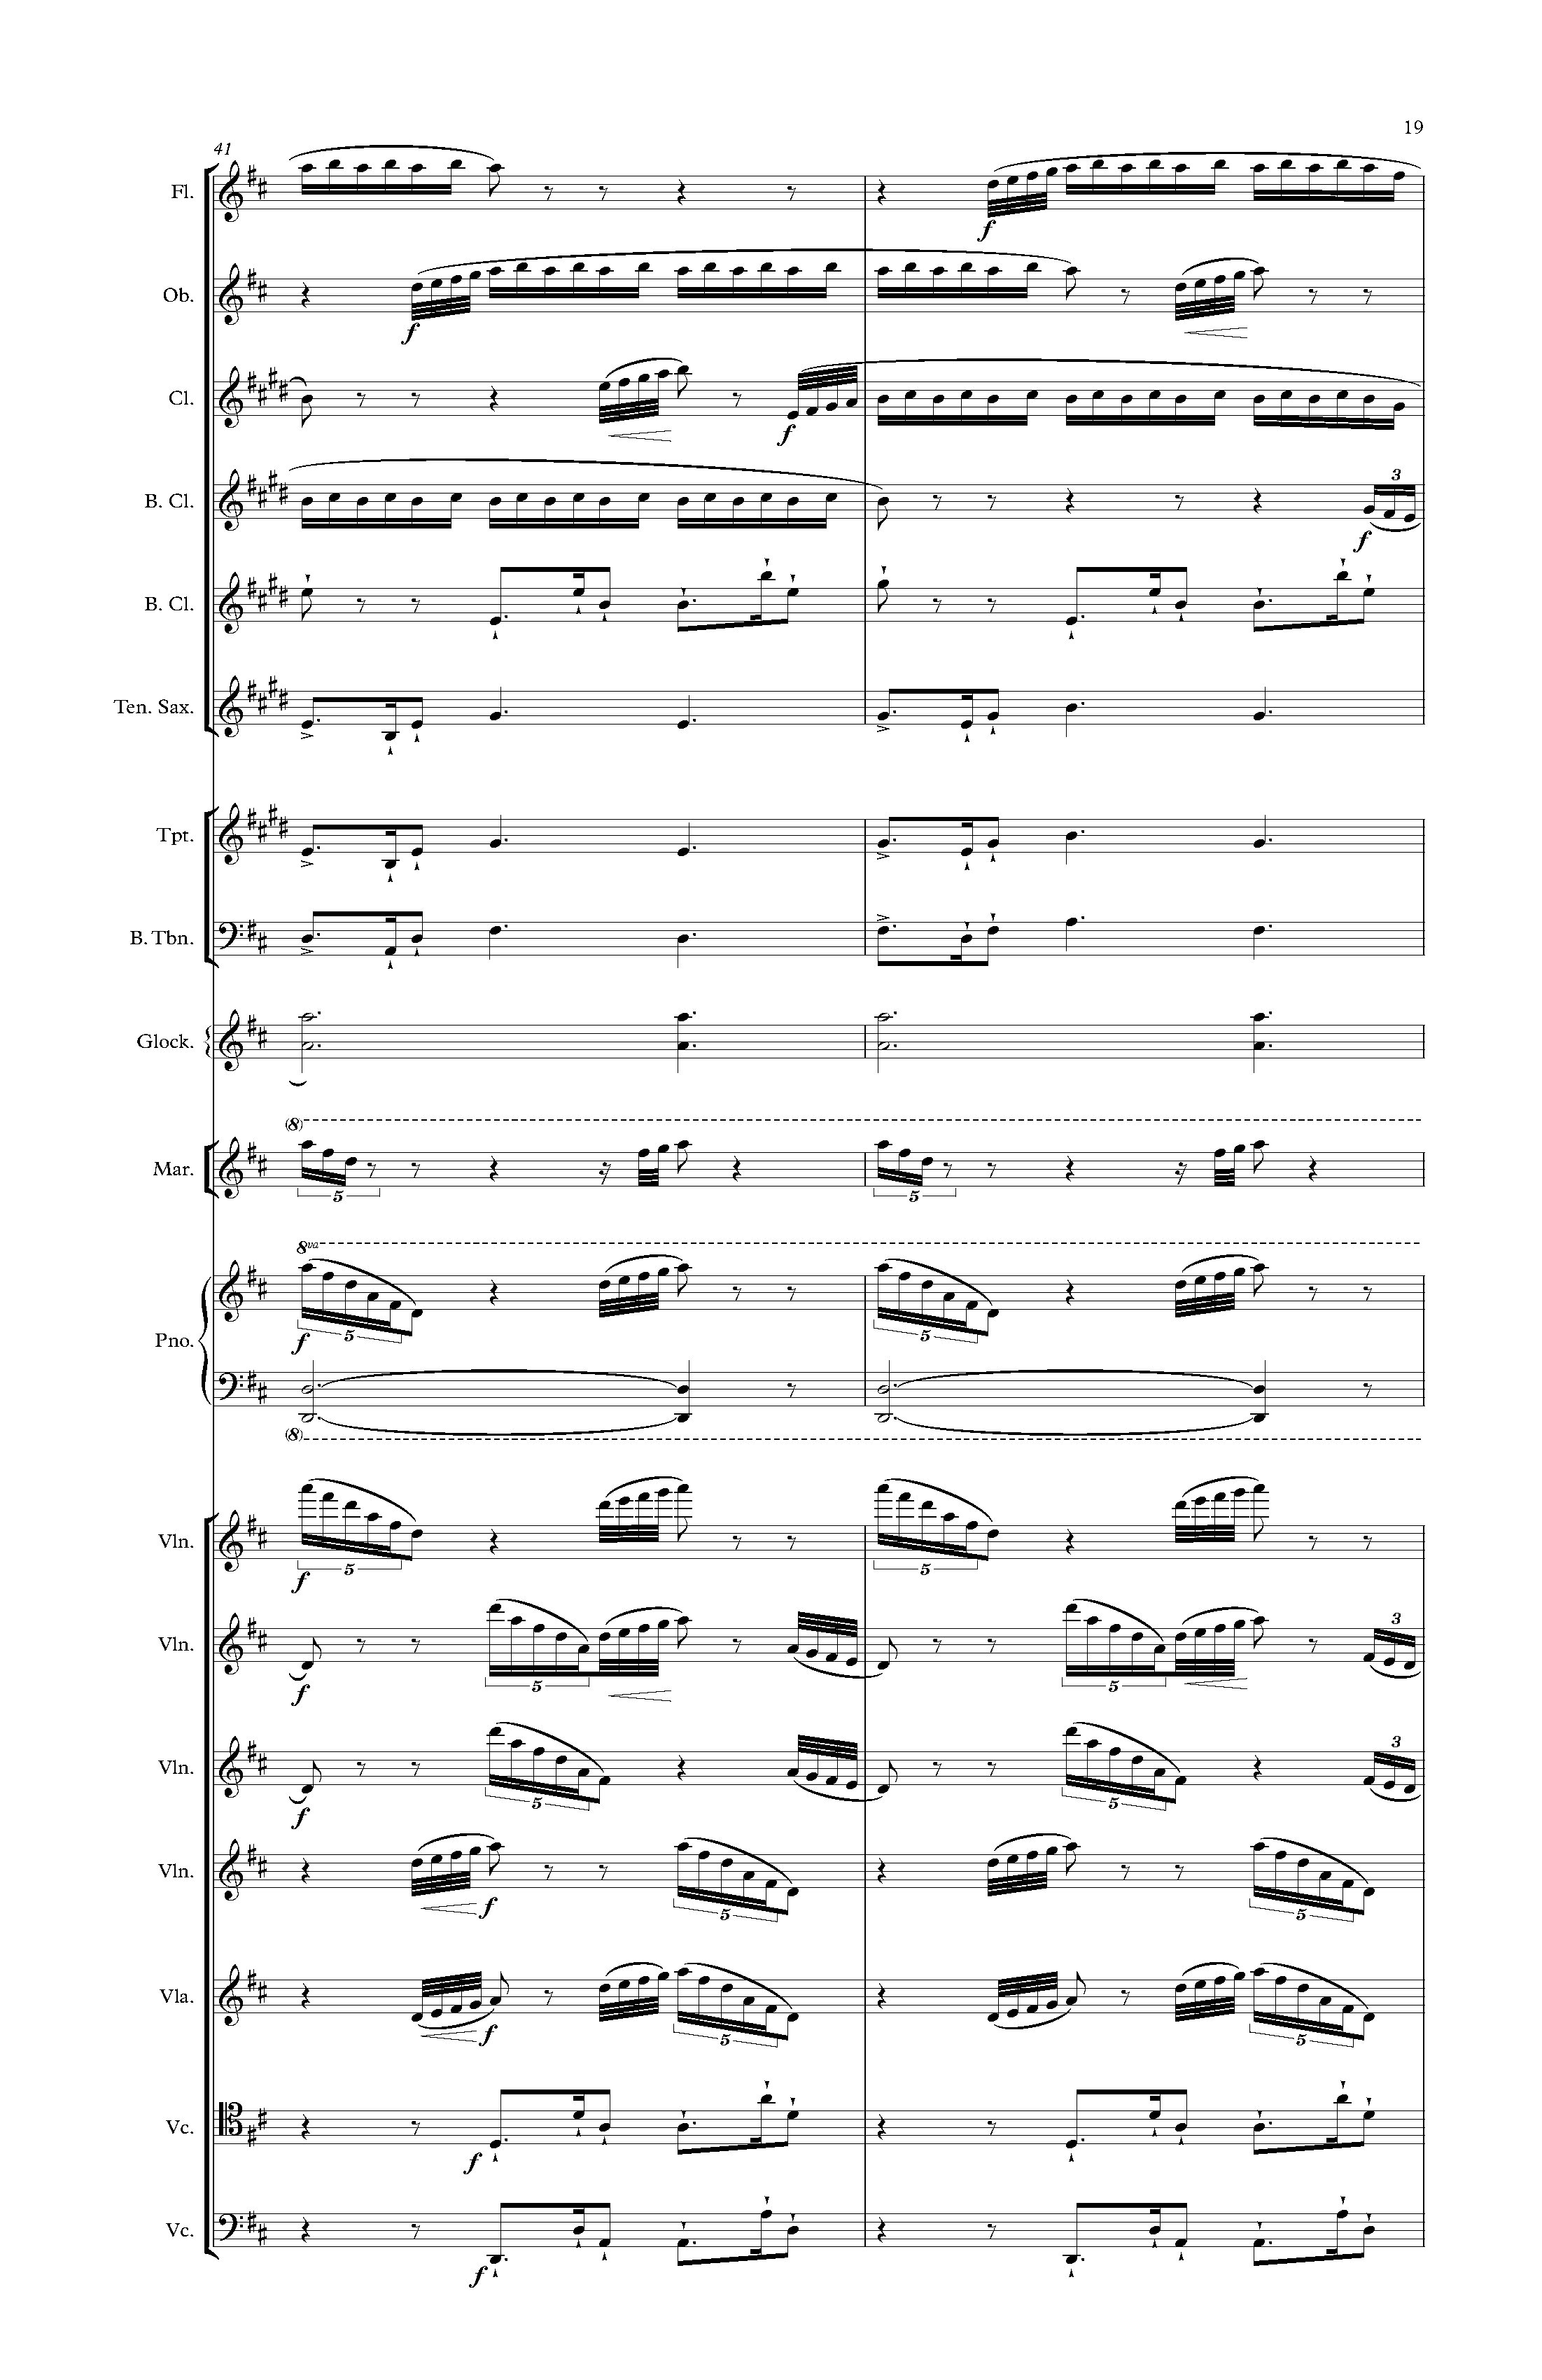 19
41
Fl.
f
Ob.
f
Cl.
f
B. Cl.
3
f
B. Cl.
Ten. Sax.
Tpt.
B. Tbn.
Glock.
(8)
Mar.
5 5
8va
Pno.
f 5 5
(8)
Vln.
5 5
f
3
Vln.
f 5 5
3
Vln.
5 5
f
Vln.
f 5 5
Vla.
f 5 5
Vc.
f
Vc.
f